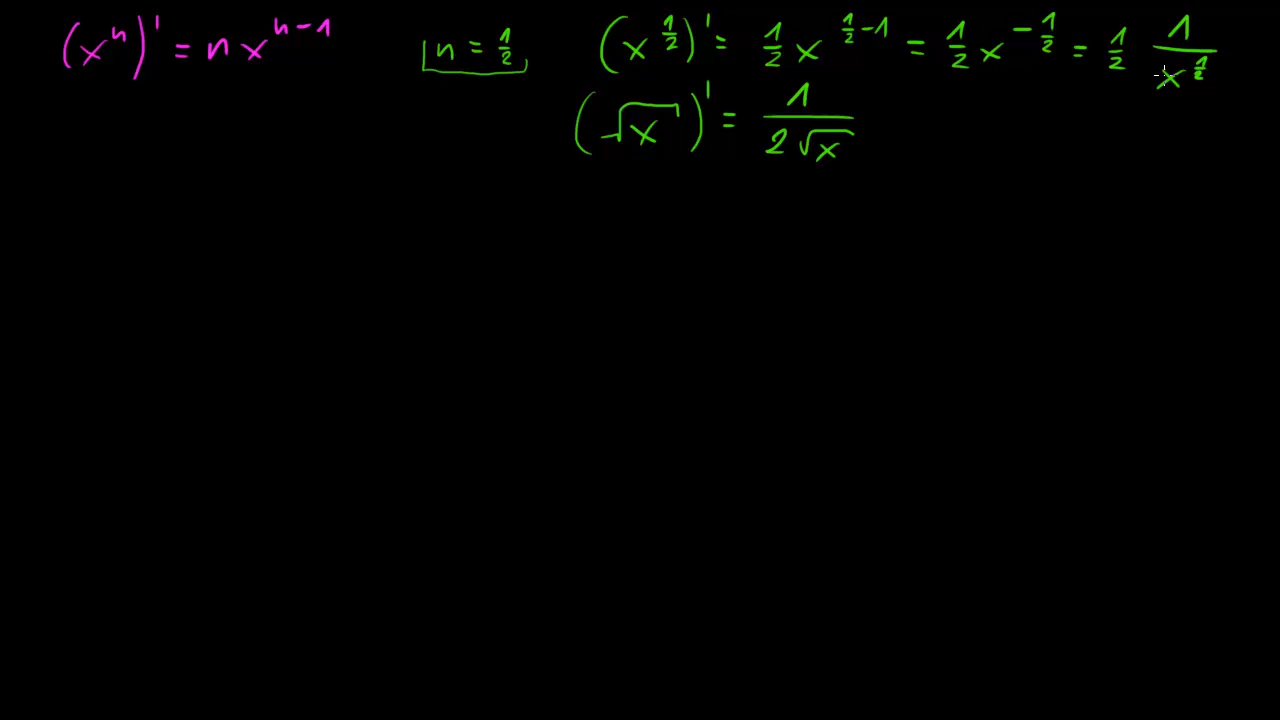 (xⁿ)' = n xⁿ⁻¹ n = 1/2 (x^(1/2))' = 1/2 x^(1/2 - 1) = 1/2 x^(-1/2) = 1/2 1/x^(1/2)
(√x)' = 1/(2√x)